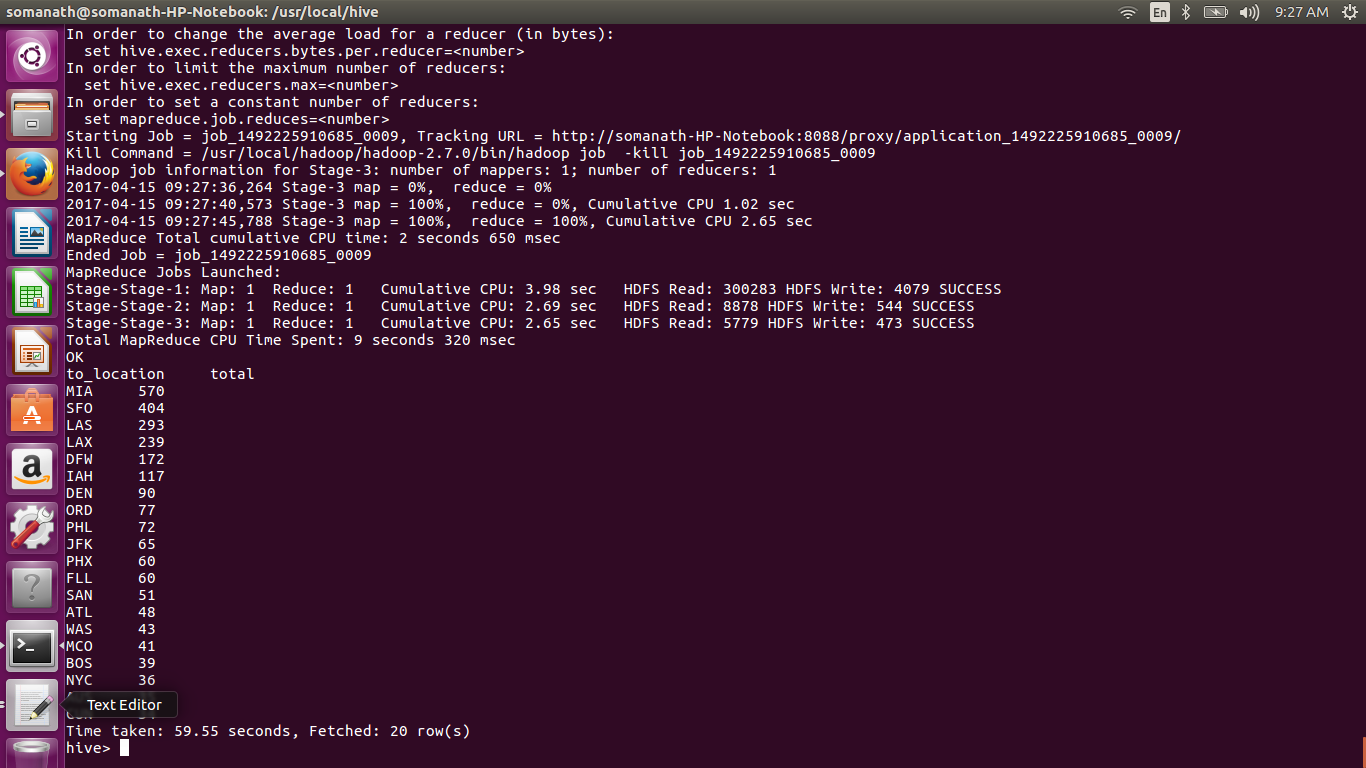 somanath@somanath-HP-Notebook: /usr/local/hive
En
9:27 AM
In order to change the average load for a reducer (in bytes):
  set hive.exec.reducers.bytes.per.reducer=<number>
In order to limit the maximum number of reducers:
  set hive.exec.reducers.max=<number>
In order to set a constant number of reducers:
  set mapreduce.job.reduces=<number>
Starting Job = job_1492225910685_0009, Tracking URL = http://somanath-HP-Notebook:8088/proxy/application_1492225910685_0009/
Kill Command = /usr/local/hadoop/hadoop-2.7.0/bin/hadoop job  -kill job_1492225910685_0009
Hadoop job information for Stage-3: number of mappers: 1; number of reducers: 1
2017-04-15 09:27:36,264 Stage-3 map = 0%,  reduce = 0%
2017-04-15 09:27:40,573 Stage-3 map = 100%,  reduce = 0%, Cumulative CPU 1.02 sec
2017-04-15 09:27:45,788 Stage-3 map = 100%,  reduce = 100%, Cumulative CPU 2.65 sec
MapReduce Total cumulative CPU time: 2 seconds 650 msec
Ended Job = job_1492225910685_0009
MapReduce Jobs Launched:
Stage-Stage-1: Map: 1  Reduce: 1   Cumulative CPU: 3.98 sec   HDFS Read: 300283 HDFS Write: 4079 SUCCESS
Stage-Stage-2: Map: 1  Reduce: 1   Cumulative CPU: 2.69 sec   HDFS Read: 8878 HDFS Write: 544 SUCCESS
Stage-Stage-3: Map: 1  Reduce: 1   Cumulative CPU: 2.65 sec   HDFS Read: 5779 HDFS Write: 473 SUCCESS
Total MapReduce CPU Time Spent: 9 seconds 320 msec
OK
to_location     total
MIA     570
SFO     404
LAS     293
LAX     239
DFW     172
IAH     117
DEN     90
ORD     77
PHL     72
JFK     65
PHX     60
FLL     60
SAN     51
ATL     48
WAS     43
MCO     41
BOS     39
NYC     36
Text Editor
Time taken: 59.55 seconds, Fetched: 20 row(s)
hive>